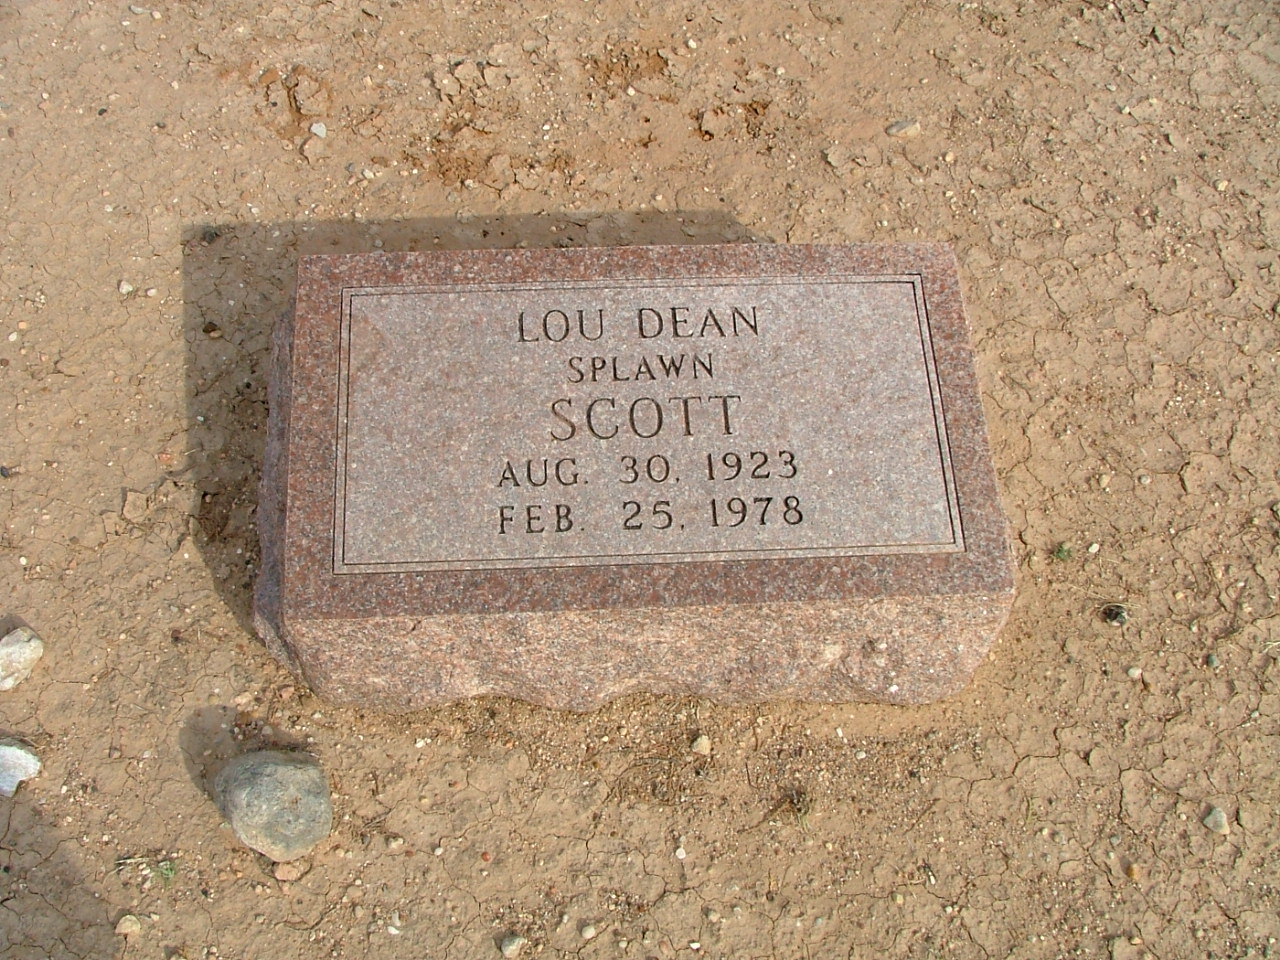 LOU DEAN
SPLAWN
SCOTT
AUG. 30, 1923
FEB. 25, 1978